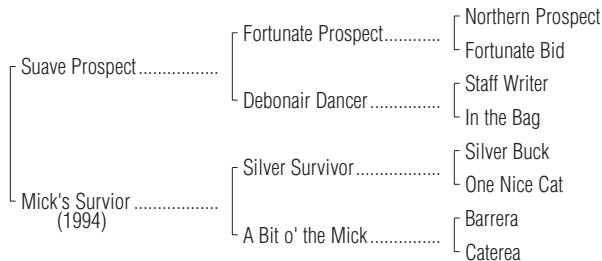 Northern Prospect
Fortunate Prospect............
Fortunate Bid
Suave Prospect.................
Staff Writer
Debonair Dancer...............
In the Bag
Silver Buck
Silver Survivor..................
One Nice Cat
Mick's Survior..................
(1994)
Barrera
A Bit o' the Mick...............
Caterea